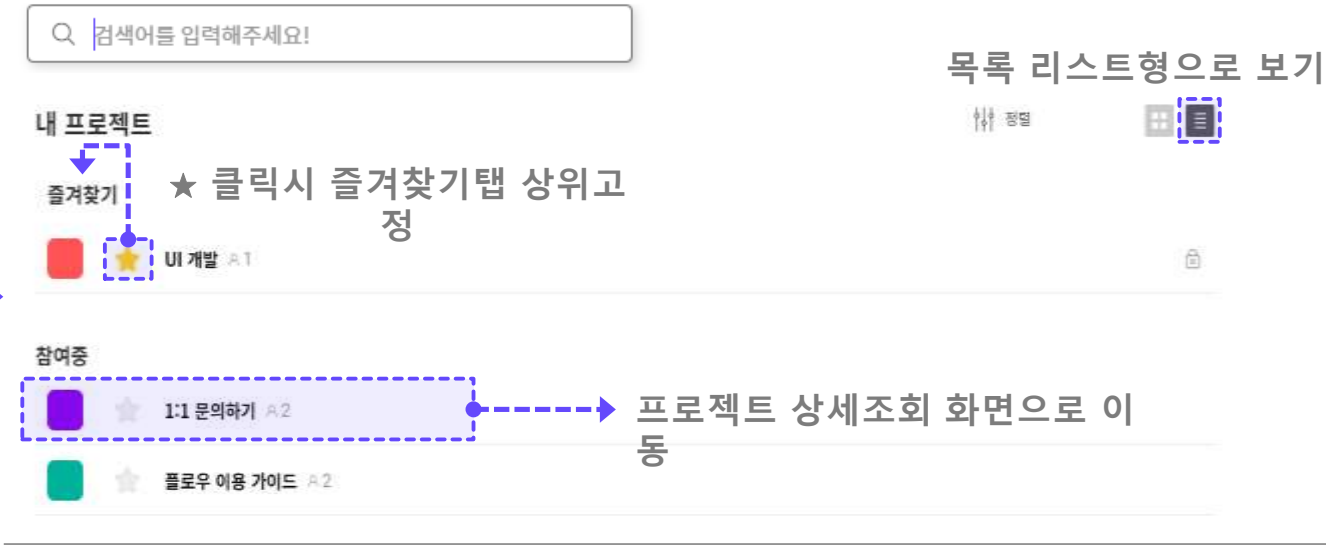 검색어를 입력해주세요!
목록 리스트형으로 보기
내 프로젝트
정렬
즐겨찾기
★ 클릭시 즐겨찾기탭 상위고
정
UI 개발 1
참여중
1:1 문의하기 2
프로젝트 상세조회 화면으로 이
동
플로우 이용 가이드 2